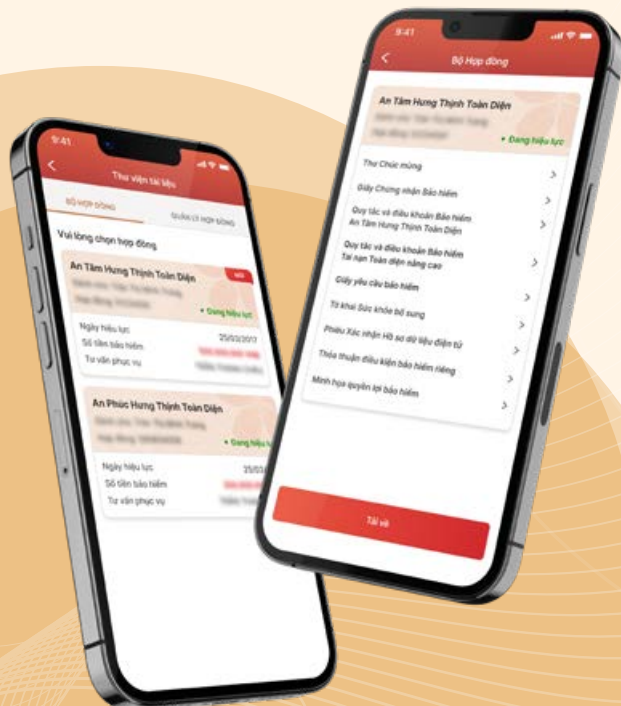 9:41
Thư viện tài liệu
BỘ HỢP ĐỒNG
QUẢN LÝ HỢP ĐỒNG
Vui lòng chọn hợp đồng
An Tâm Hưng Thịnh Toàn Diện
Đang hiệu lực
Ngày hiệu lực
25/03/2017
Số tiền bảo hiểm
Tư vấn phục vụ
An Phúc Hưng Thịnh Toàn Diện
Đang hiệu
Ngày hiệu lực
25/03
Số tiền bảo hiểm
Tư vấn phục vụ
9:41
Bộ Hợp đồng
An Tâm Hưng Thịnh Toàn Diện
Đang hiệu lực
Thư Chúc mừng
Giấy Chứng nhận Bảo hiểm
Quy tắc và điều khoản Bảo hiểm
An Tâm Hưng Thịnh Toàn Diện
Quy tắc và điều khoản Bảo hiểm
Tai nạn Toàn diện nâng cao
Giấy yêu cầu bảo hiểm
Tờ khai Sức khỏe bổ sung
Phiếu Xác nhận Hồ sơ dữ liệu điện tử
Thỏa thuận điều kiện bảo hiểm riêng
Minh họa quyền lợi bảo hiểm
Tải về